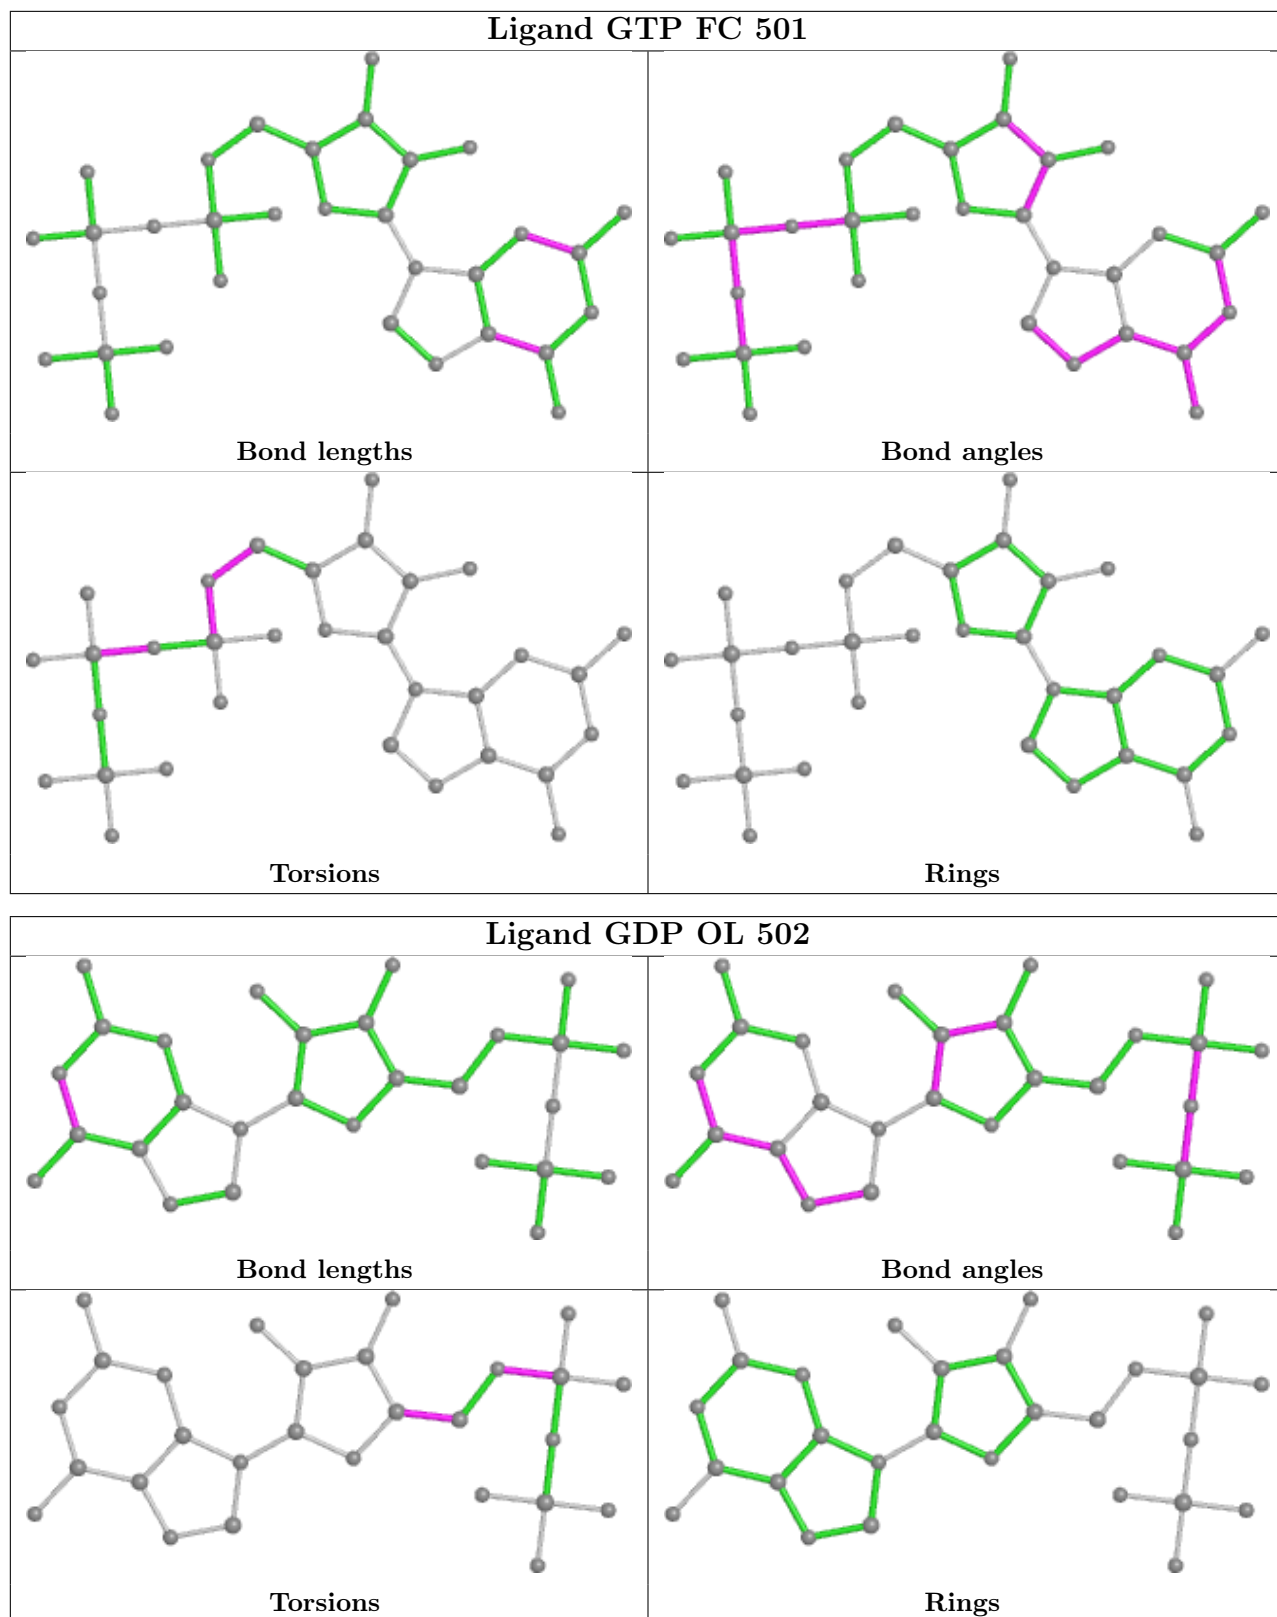 Ligand GTP FC 501
Bond lengths
Bond angles
Torsions
Rings
Ligand GDP OL 502
Bond lengths
Bond angles
Torsions
Rings